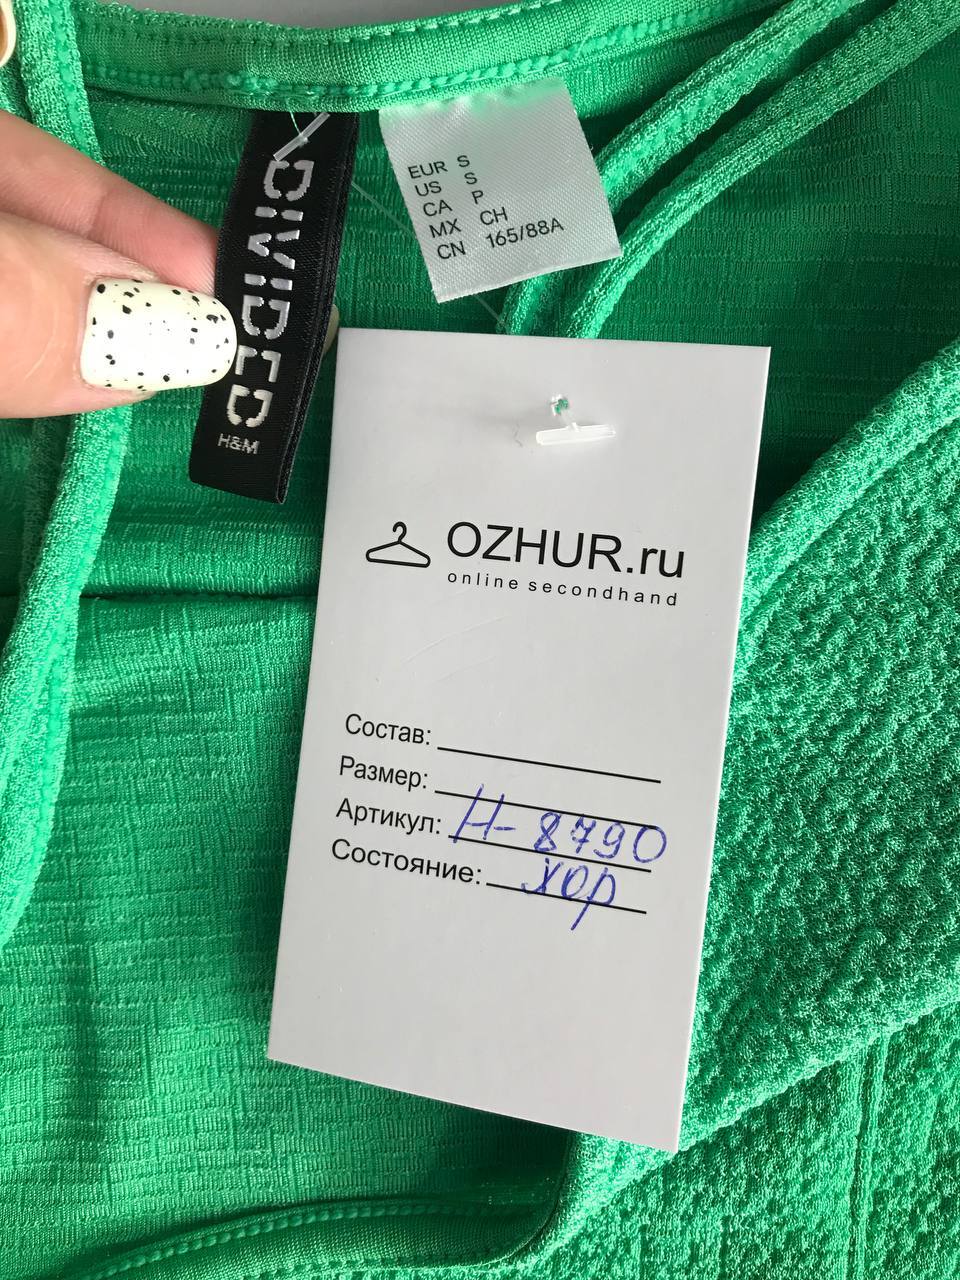 DIVIDED
H&M
EUR S
US S
CA P
MX CH
CN 165/88A
OZHUR.ru
online secondhand
Состав:
Размер:
Артикул: Н-8790
Состояние: хор